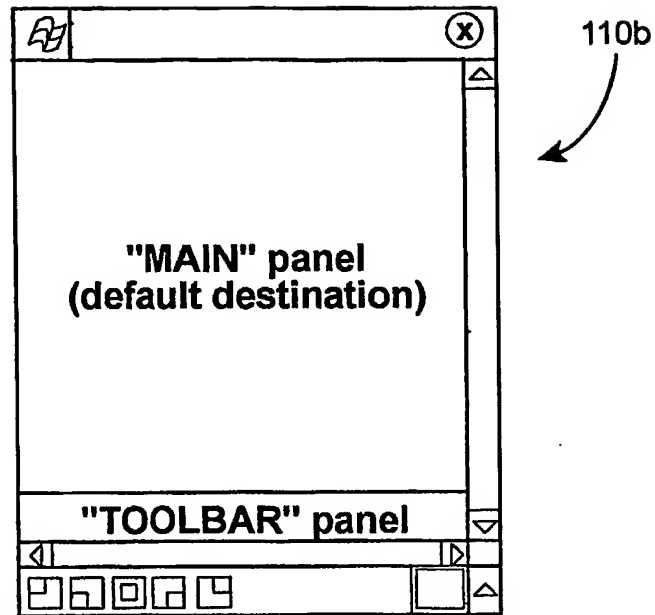 X
110b
"MAIN" panel
(default destination)
"TOOLBAR" panel